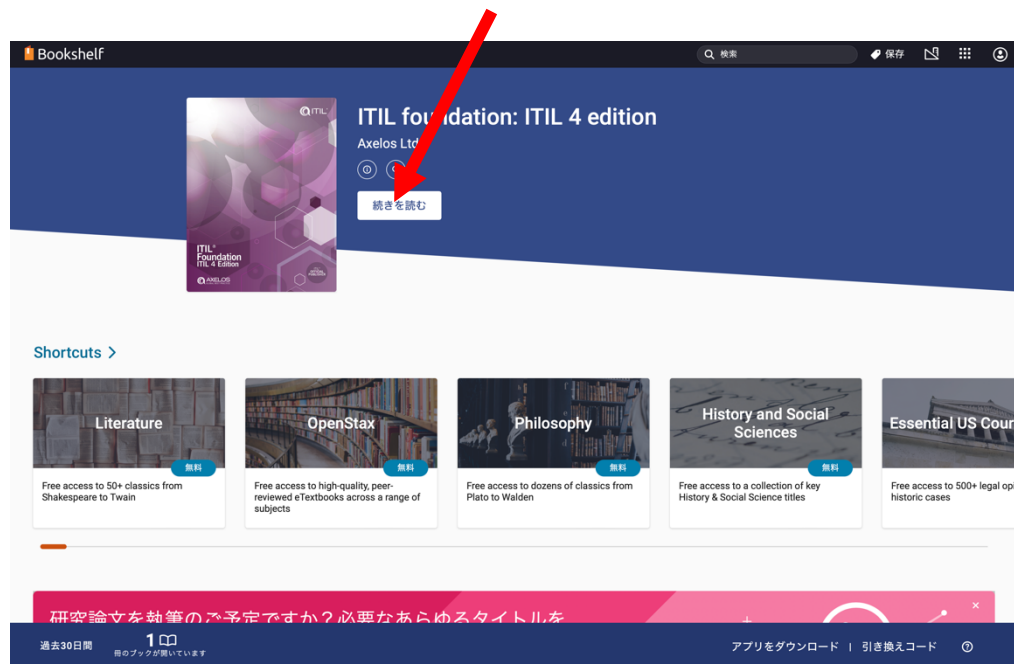 Bookshelf
検索
保存
ITIL foundation: ITIL 4 edition
Axelos Ltd
続きを読む
ITIL®
ITIL®
Foundation
ITIL 4 Edition
AXELOS
Shortcuts
Literature
無料
Free access to 50+ classics from
Shakespeare to Twain
OpenStax
無料
Free access to high-quality, peer-
reviewed eTextbooks across a range of
subjects
Philosophy
無料
Free access to dozens of classics from
Plato to Walden
History and Social
Sciences
無料
Free access to a collection of key
History & Social Science titles
Essential US Cour
Free access to 500+ legal opi
historic cases
研究論文を執筆のご予定ですか？必要なあらゆるタイトルを
過去30日間
1
冊のブックが開いています
アプリをダウンロード | 引き換えコード